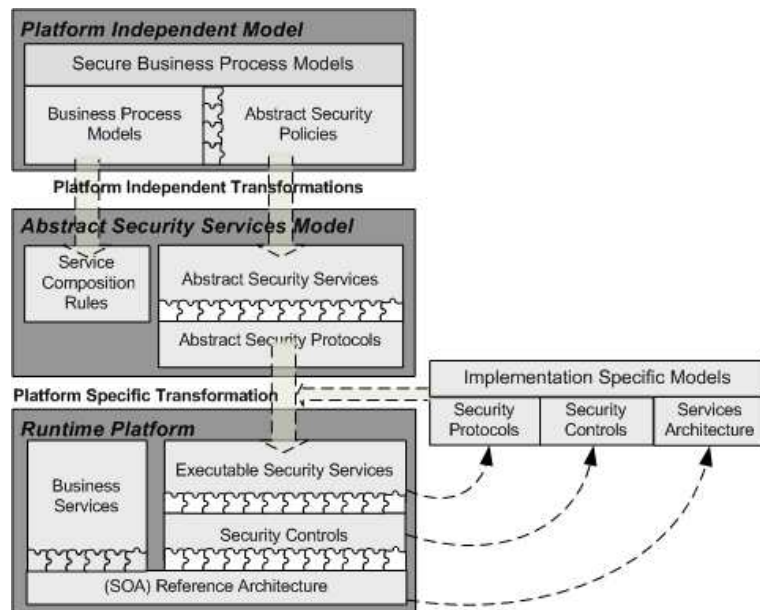 Platform Independent Model
Secure Business Process Models
Business Process
Models
Abstract Security
Policies
Platform Independent Transformations
Abstract Security Services Model
Service
Composition
Rules
Abstract Security Services
Abstract Security Protocols
Platform Specific Transformation
Implementation Specific Models
Security
Protocols
Security
Controls
Services
Architecture
Runtime Platform
Business
Services
Executable Security Services
Security Controls
(SOA) Reference Architecture